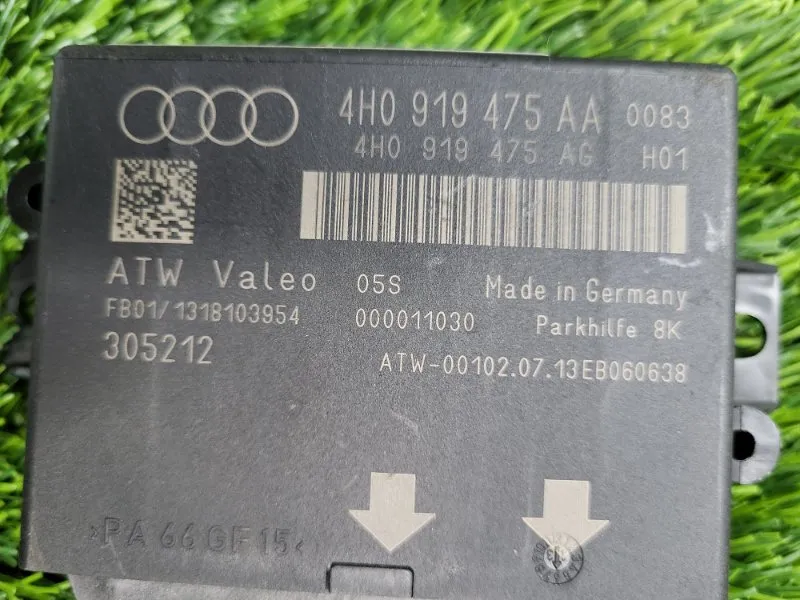 4H0 919 475 AA 0083
4H0 919 475 AG H01
ATW Valeo 05S Made in Germany
FB01/1318103954 000011030 Parkhilfe 8K
305212 ATW-00102.07.13EB060638
>PA 66 GF15<